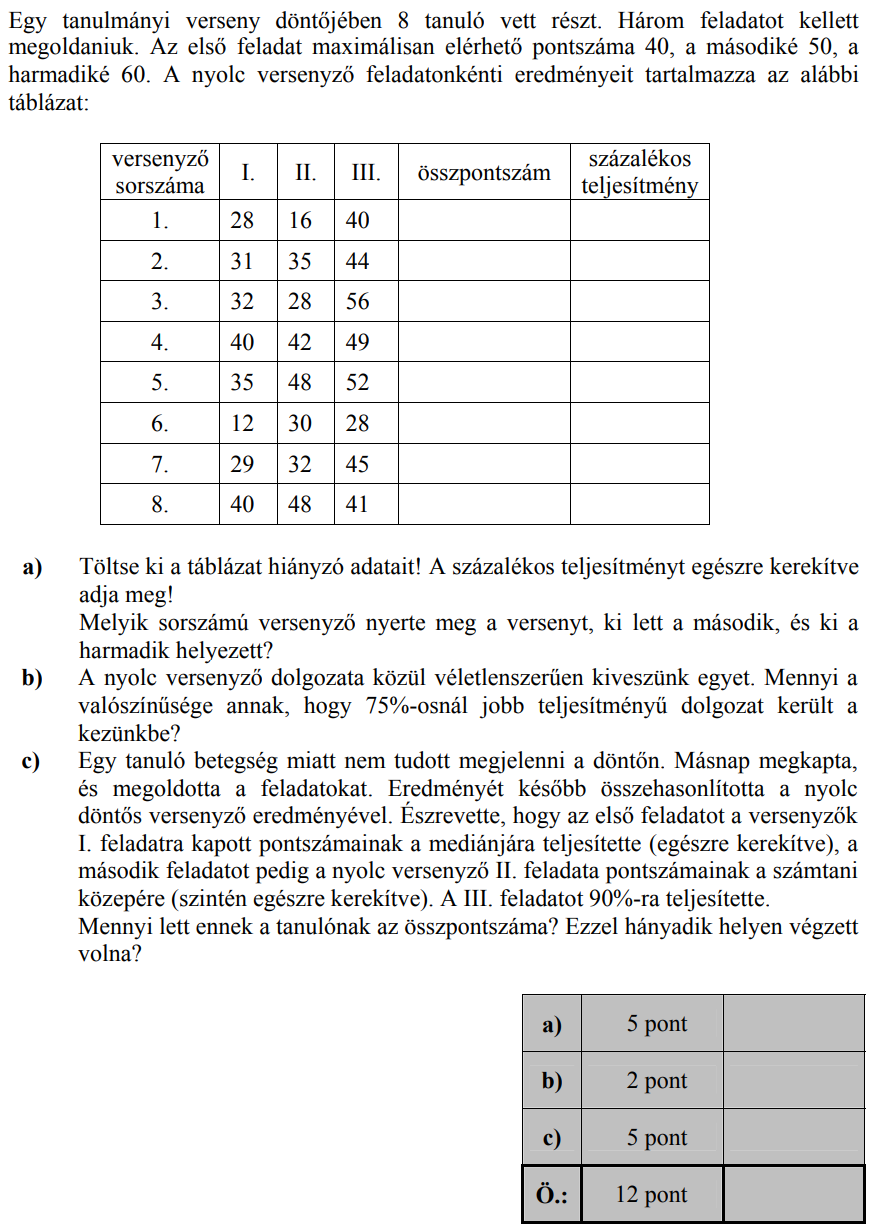 Egy tanulmányi verseny döntőjében 8 tanuló vett részt. Három feladatot kellett
megoldaniuk. Az első feladat maximálisan elérhető pontszáma 40, a másodiké 50, a
harmadiké 60. A nyolc versenyző feladatonkénti eredményeit tartalmazza az alábbi
táblázat:
versenyző sorszáma I. II. III. összpontszám százalékos teljesítmény
1. 28 16 40
2. 31 35 44
3. 32 28 56
4. 40 42 49
5. 35 48 52
6. 12 30 28
7. 29 32 45
8. 40 48 41
a) Töltse ki a táblázat hiányzó adatait! A százalékos teljesítményt egészre kerekítve
adja meg!
Melyik sorszámú versenyző nyerte meg a versenyt, ki lett a második, és ki a
harmadik helyezett?
b) A nyolc versenyző dolgozata közül véletlenszerűen kiveszünk egyet. Mennyi a
valószínűsége annak, hogy 75%-osnál jobb teljesítményű dolgozat került a
kezünkbe?
c) Egy tanuló betegség miatt nem tudott megjelenni a döntőn. Másnap megkapta,
és megoldotta a feladatokat. Eredményét később összehasonlította a nyolc
döntős versenyző eredményével. Észrevette, hogy az első feladatot a versenyzők
I. feladatra kapott pontszámainak a mediánjára teljesítette (egészre kerekítve), a
második feladatot pedig a nyolc versenyző II. feladata pontszámainak a számtani
közepére (szintén egészre kerekítve). A III. feladatot 90%-ra teljesítette.
Mennyi lett ennek a tanulónak az összpontszáma? Ezzel hányadik helyen végzett
volna?
a) 5 pont
b) 2 pont
c) 5 pont
Ö.: 12 pont